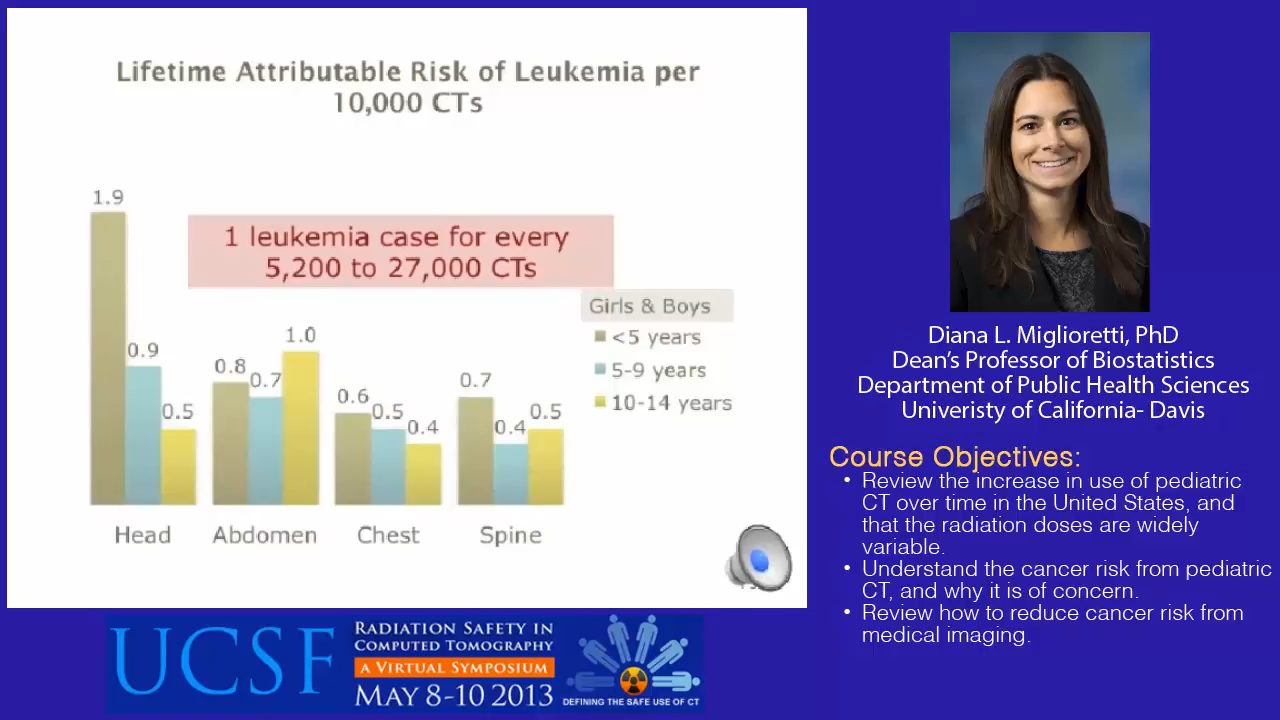 Lifetime Attributable Risk of Leukemia per
10,000 CTs
1.9
0.9
0.5
0.8
0.7
1.0
0.6
0.5
0.4
0.7
0.4
0.5
1 leukemia case for every
5,200 to 27,000 CTs
Girls & Boys
<5 years
5-9 years
10-14 years
Head
Abdomen
Chest
Spine
Diana L. Miglioretti, PhD
Dean's Professor of Biostatistics
Department of Public Health Sciences
Univeristy of California- Davis
Course Objectives:
• Review the increase in use of pediatric
CT over time in the United States, and
that the radiation doses are widely
variable.
• Understand the cancer risk from pediatric
CT, and why it is of concern.
• Review how to reduce cancer risk from
medical imaging.
UCSF
RADIATION SAFETY IN
COMPUTED TOMOGRAPHY
A VIRTUAL SYMPOSIUM
MAY 8-10 2013
DEFINING THE SAFE USE OF CT